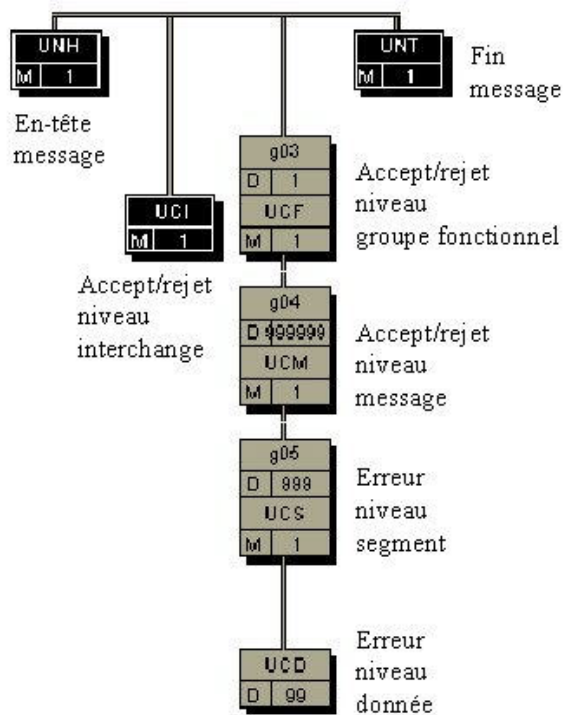 UNH
M 1
En-tête
message
UNT
M 1
Fin
message
UCI
M 1
Accept/rejet
niveau
interchange
g03
D 1
UCF
M 1
Accept/rejet
niveau
groupe fonctionnel
g04
D 999999
UCM
M 1
Accept/rejet
niveau
message
g05
D 999
UCS
M 1
Erreur
niveau
segment
UCD
D 99
Erreur
niveau
donnée